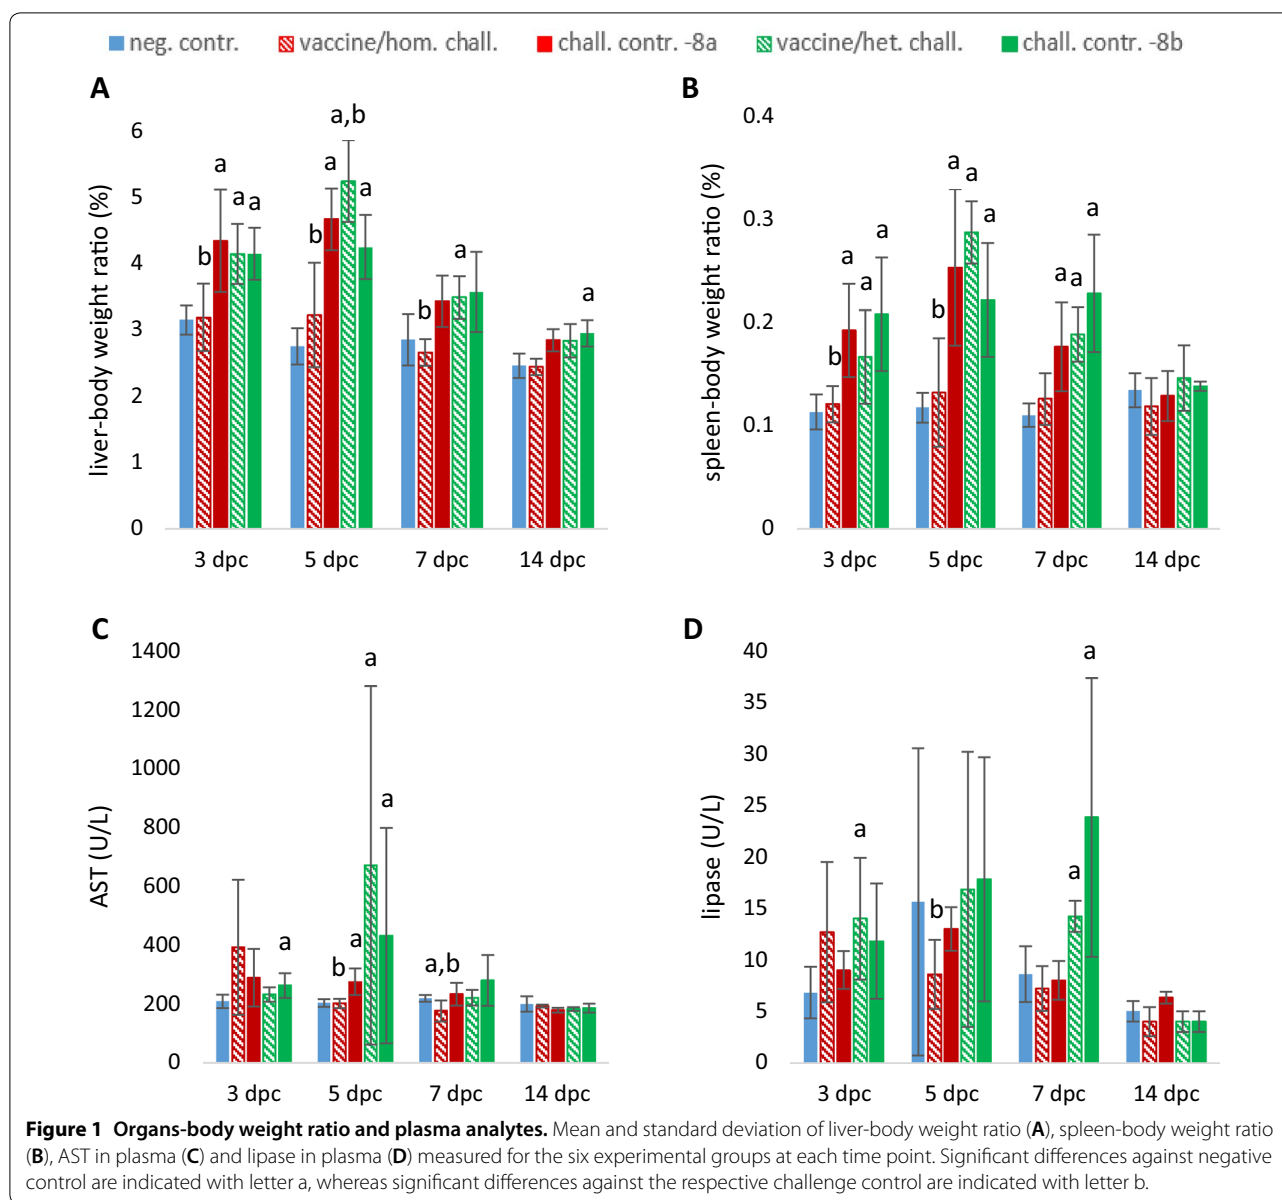 neg. contr. vaccine/hom. chall. chall. contr. -8a vaccine/het. chall. chall. contr. -8b
A
liver-body weight ratio (%)
6
5
4
3
2
1
0
b a a a
b a a,b a
b a
a
3 dpc 5 dpc 7 dpc 14 dpc
B
spleen-body weight ratio (%)
0.4
0.3
0.2
0.1
0
b a a a
b a a a
a a a
3 dpc 5 dpc 7 dpc 14 dpc
C
AST (U/L)
1400
1200
1000
800
600
400
200
0
a
b a a a
a,b
3 dpc 5 dpc 7 dpc 14 dpc
D
lipase (U/L)
40
35
30
25
20
15
10
5
0
a
b
a a
3 dpc 5 dpc 7 dpc 14 dpc
Figure 1 Organs-body weight ratio and plasma analytes. Mean and standard deviation of liver-body weight ratio (A), spleen-body weight ratio
(B), AST in plasma (C) and lipase in plasma (D) measured for the six experimental groups at each time point. Significant differences against negative
control are indicated with letter a, whereas significant differences against the respective challenge control are indicated with letter b.